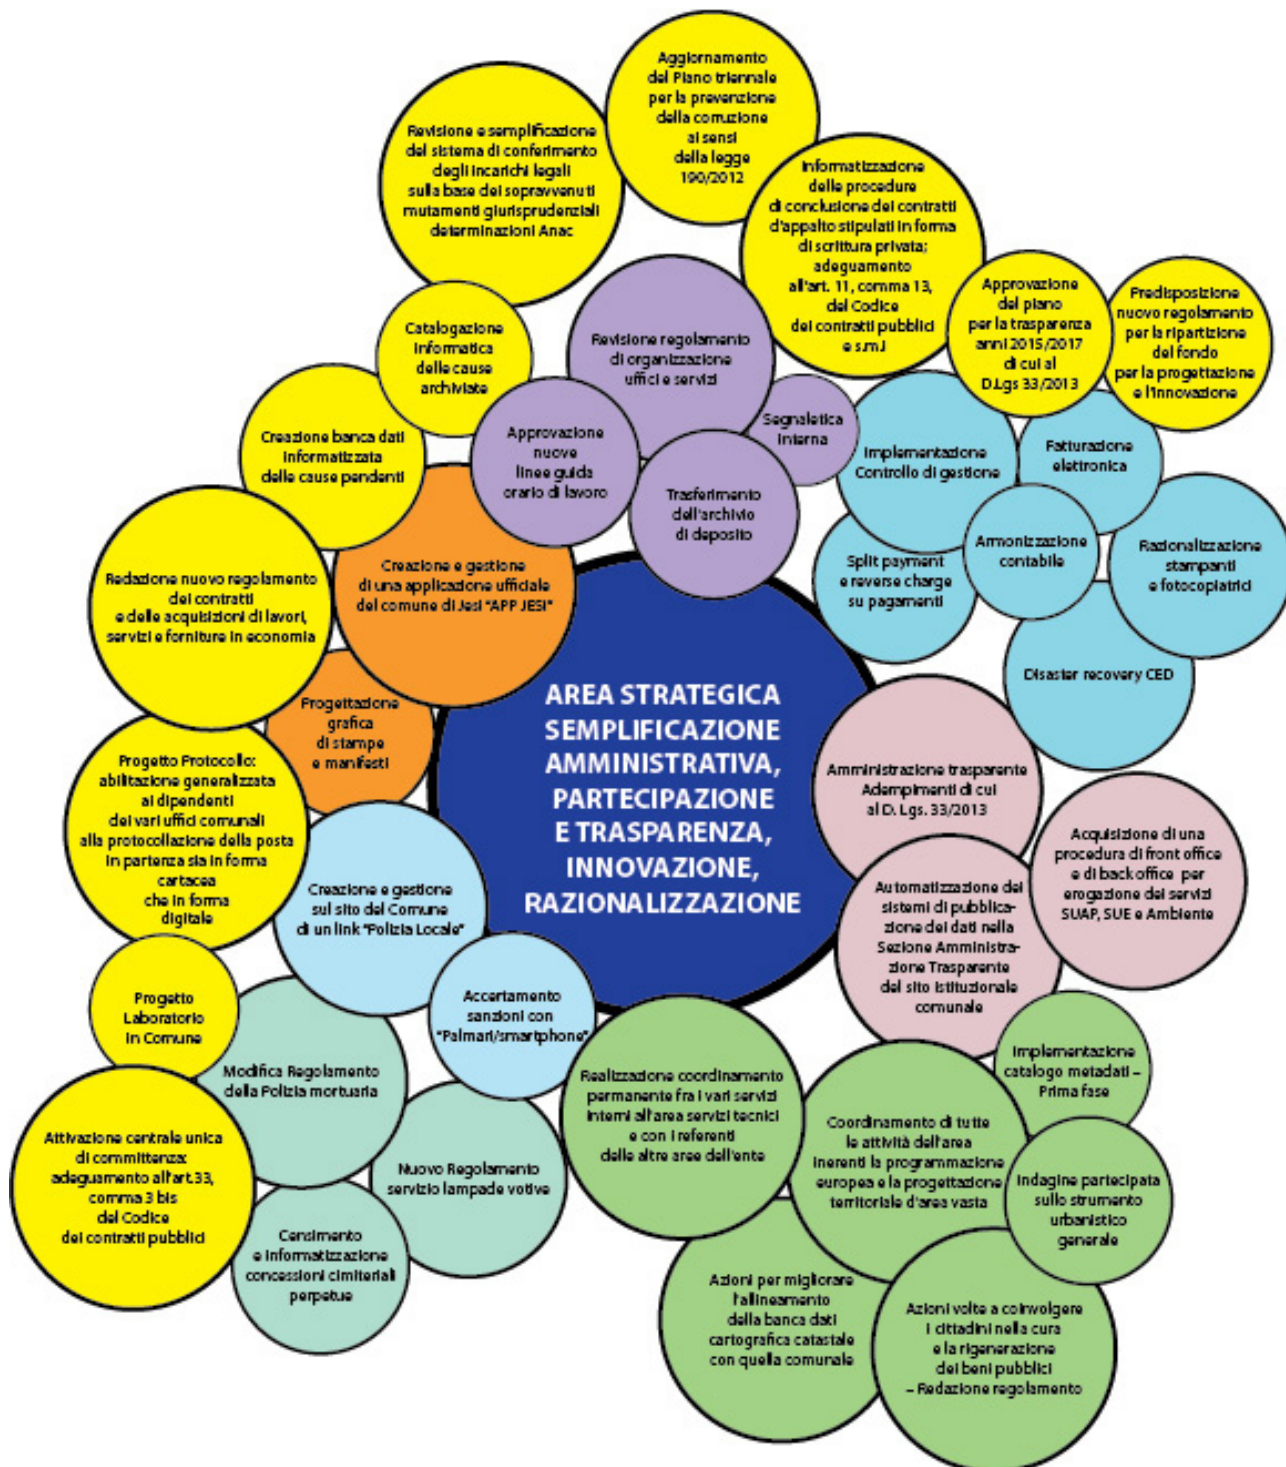 Aggiornamento
del Piano triennale
per la prevenzione
della corruzione
ai sensi
della legge
190/2012
Revisione e semplificazione
del sistema di conferimento
degli incarichi legali
sulla base dei sopravvenuti
mutamenti giurisprudenziali
determinazioni Anac
Informatizzazione
delle procedure
di conclusione dei contratti
d'appalto stipulati in forma
di scrittura privata;
adeguamento
all'art. 11, comma 13,
del Codice
dei contratti pubblici
e s.m.i
Approvazione
del piano
per la trasparenza
anni 2015/2017
di cui al
D.Lgs 33/2013
Predisposizione
nuovo regolamento
per la ripartizione
del fondo
per la progettazione
e l'innovazione
Catalogazione
informatica
delle cause
archiviate
Revisione regolamento
di organizzazione
uffici e servizi
Segnaletica
interna
Creazione banca dati
informatizzata
delle cause pendenti
Approvazione
nuove
linee guida
orario di lavoro
Trasferimento
dell'archivio
di deposito
Implementazione
Controllo di gestione
Fatturazione
elettronica
Armonizzazione
contabile
Razionalizzazione
stampanti
e fotocopiatrici
Split payment
e reverse charge
su pagamenti
Disaster recovery CED
Redazione nuovo regolamento
dei contratti
e delle acquisizioni di lavori,
servizi e forniture in economia
Creazione e gestione
di una applicazione ufficiale
del comune di Jesi "APP JESI"
Progettazione
grafica
di stampe
e manifesti
AREA STRATEGICA
SEMPLIFICAZIONE
AMMINISTRATIVA,
PARTECIPAZIONE
E TRASPARENZA,
INNOVAZIONE,
RAZIONALIZZAZIONE
Progetto Protocollo:
abilitazione generalizzata
ai dipendenti
dei vari uffici comunali
alla protocollazione della posta
in partenza sia in forma
cartacea
che in forma
digitale
Amministrazione trasparente
Adempimenti di cui
al D. Lgs. 33/2013
Acquisizione di una
procedura di front office
e di back office per
erogazione dei servizi
SUAP, SUE e Ambiente
Creazione e gestione
sul sito del Comune
di un link "Polizia Locale"
Automatizzazione dei
sistemi di pubblica-
zione dei dati nella
Sezione Amministra-
zione Trasparente
del sito istituzionale
comunale
Progetto
Laboratorio
in Comune
Accertamento
sanzioni con
"Palmari/smartphone"
Modifica Regolamento
della Polizia mortuaria
Realizzazione coordinamento
permanente fra i vari servizi
interni all'area servizi tecnici
e con i referenti
delle altre aree dell'ente
Implementazione
catalogo metadati –
Prima fase
Coordinamento di tutte
le attività dell'area
inerenti la programmazione
europea e la progettazione
territoriale d'area vasta
Attivazione centrale unica
di committenza:
adeguamento all'art.33,
comma 3 bis
del Codice
dei contratti pubblici
Nuovo Regolamento
servizio lampade votive
Indagine partecipata
sullo strumento
urbanistico
generale
Censimento
e informatizzazione
concessioni cimiteriali
perpetue
Azioni per migliorare
l'allineamento
della banca dati
cartografica catastale
con quella comunale
Azioni volte a coinvolgere
i cittadini nella cura
e la rigenerazione
dei beni pubblici
– Redazione regolamento